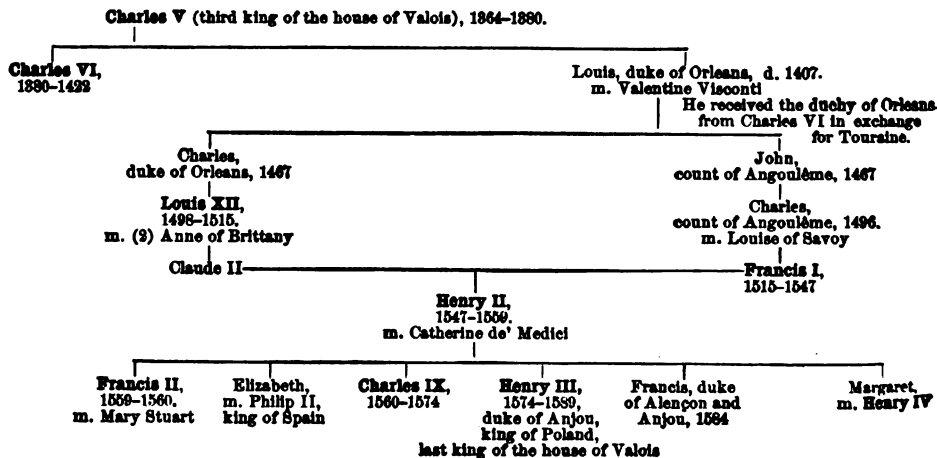 Charles V (third king of the house of Valois), 1364–1380.
Charles VI,
1380–1422
Louis, duke of Orleans, d. 1407.
m. Valentine Visconti
He received the duchy of Orleans
from Charles VI in exchange
for Touraine.
Charles,
duke of Orleans, 1467
John,
count of Angoulême, 1467
Louis XII,
1498–1515.
m. (2) Anne of Brittany
Charles,
count of Angoulême, 1496.
m. Louise of Savoy
Claude II
Francis I,
1515–1547
Henry II,
1547–1559.
m. Catherine de' Medici
Francis II,
1559–1560.
m. Mary Stuart
Elizabeth,
m. Philip II,
king of Spain
Charles IX,
1560–1574
Henry III,
1574–1589,
duke of Anjou,
king of Poland,
last king of the house of Valois
Francis, duke
of Alençon and
Anjou, 1584
Margaret,
m. Henry IV